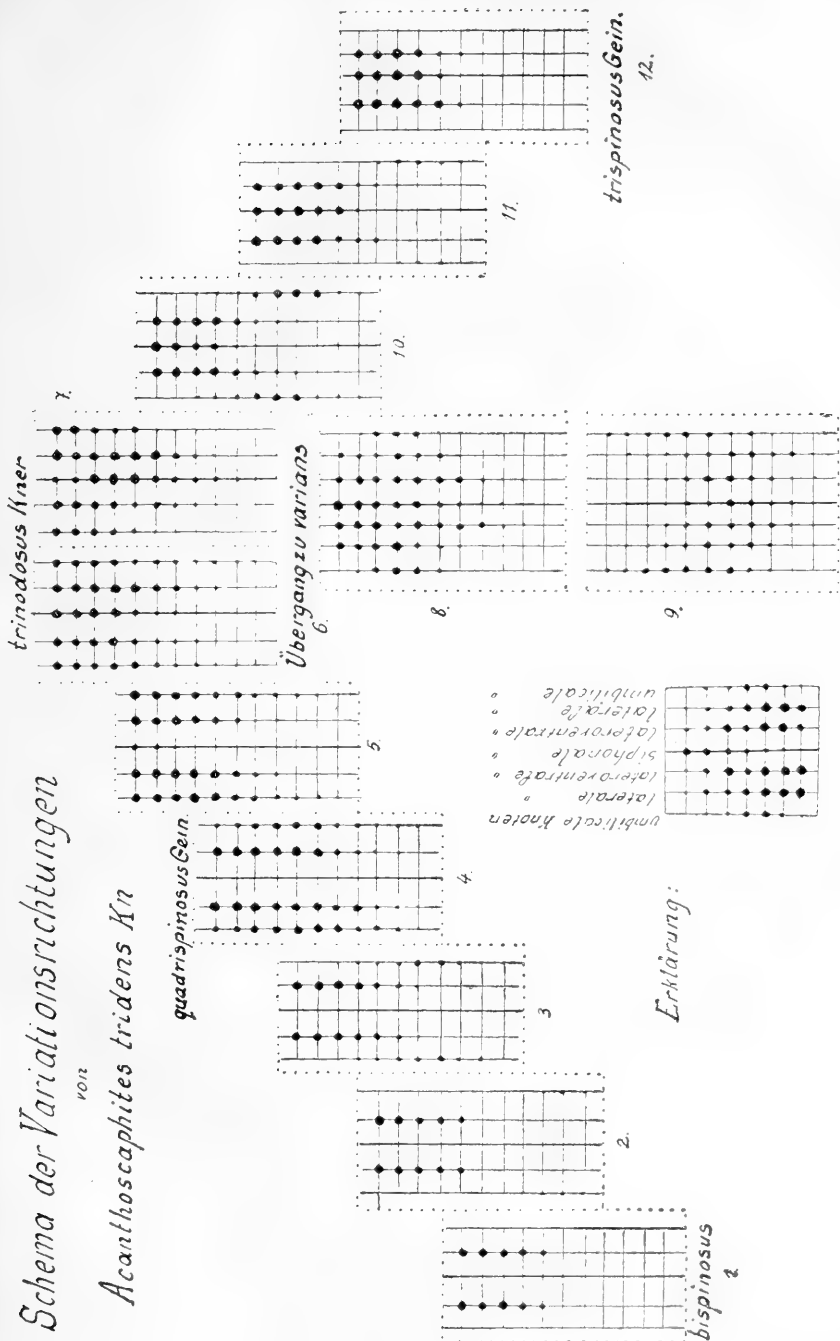 Schema der Variationsrichtungen
von
Acanthoscaphites tridens Kn
trinodosus Kner
7.
quadrispinosus Gein.
Übergang zu varians
6.
8.
9.
10.
11.
trispinosus Gein.
12.
5.
4.
3
2.
bispinosus
Erklärung:
umbilicale Knoten
laterale "
lateroventrale "
siphonale "
lateroventrale "
laterale "
umbilicale "